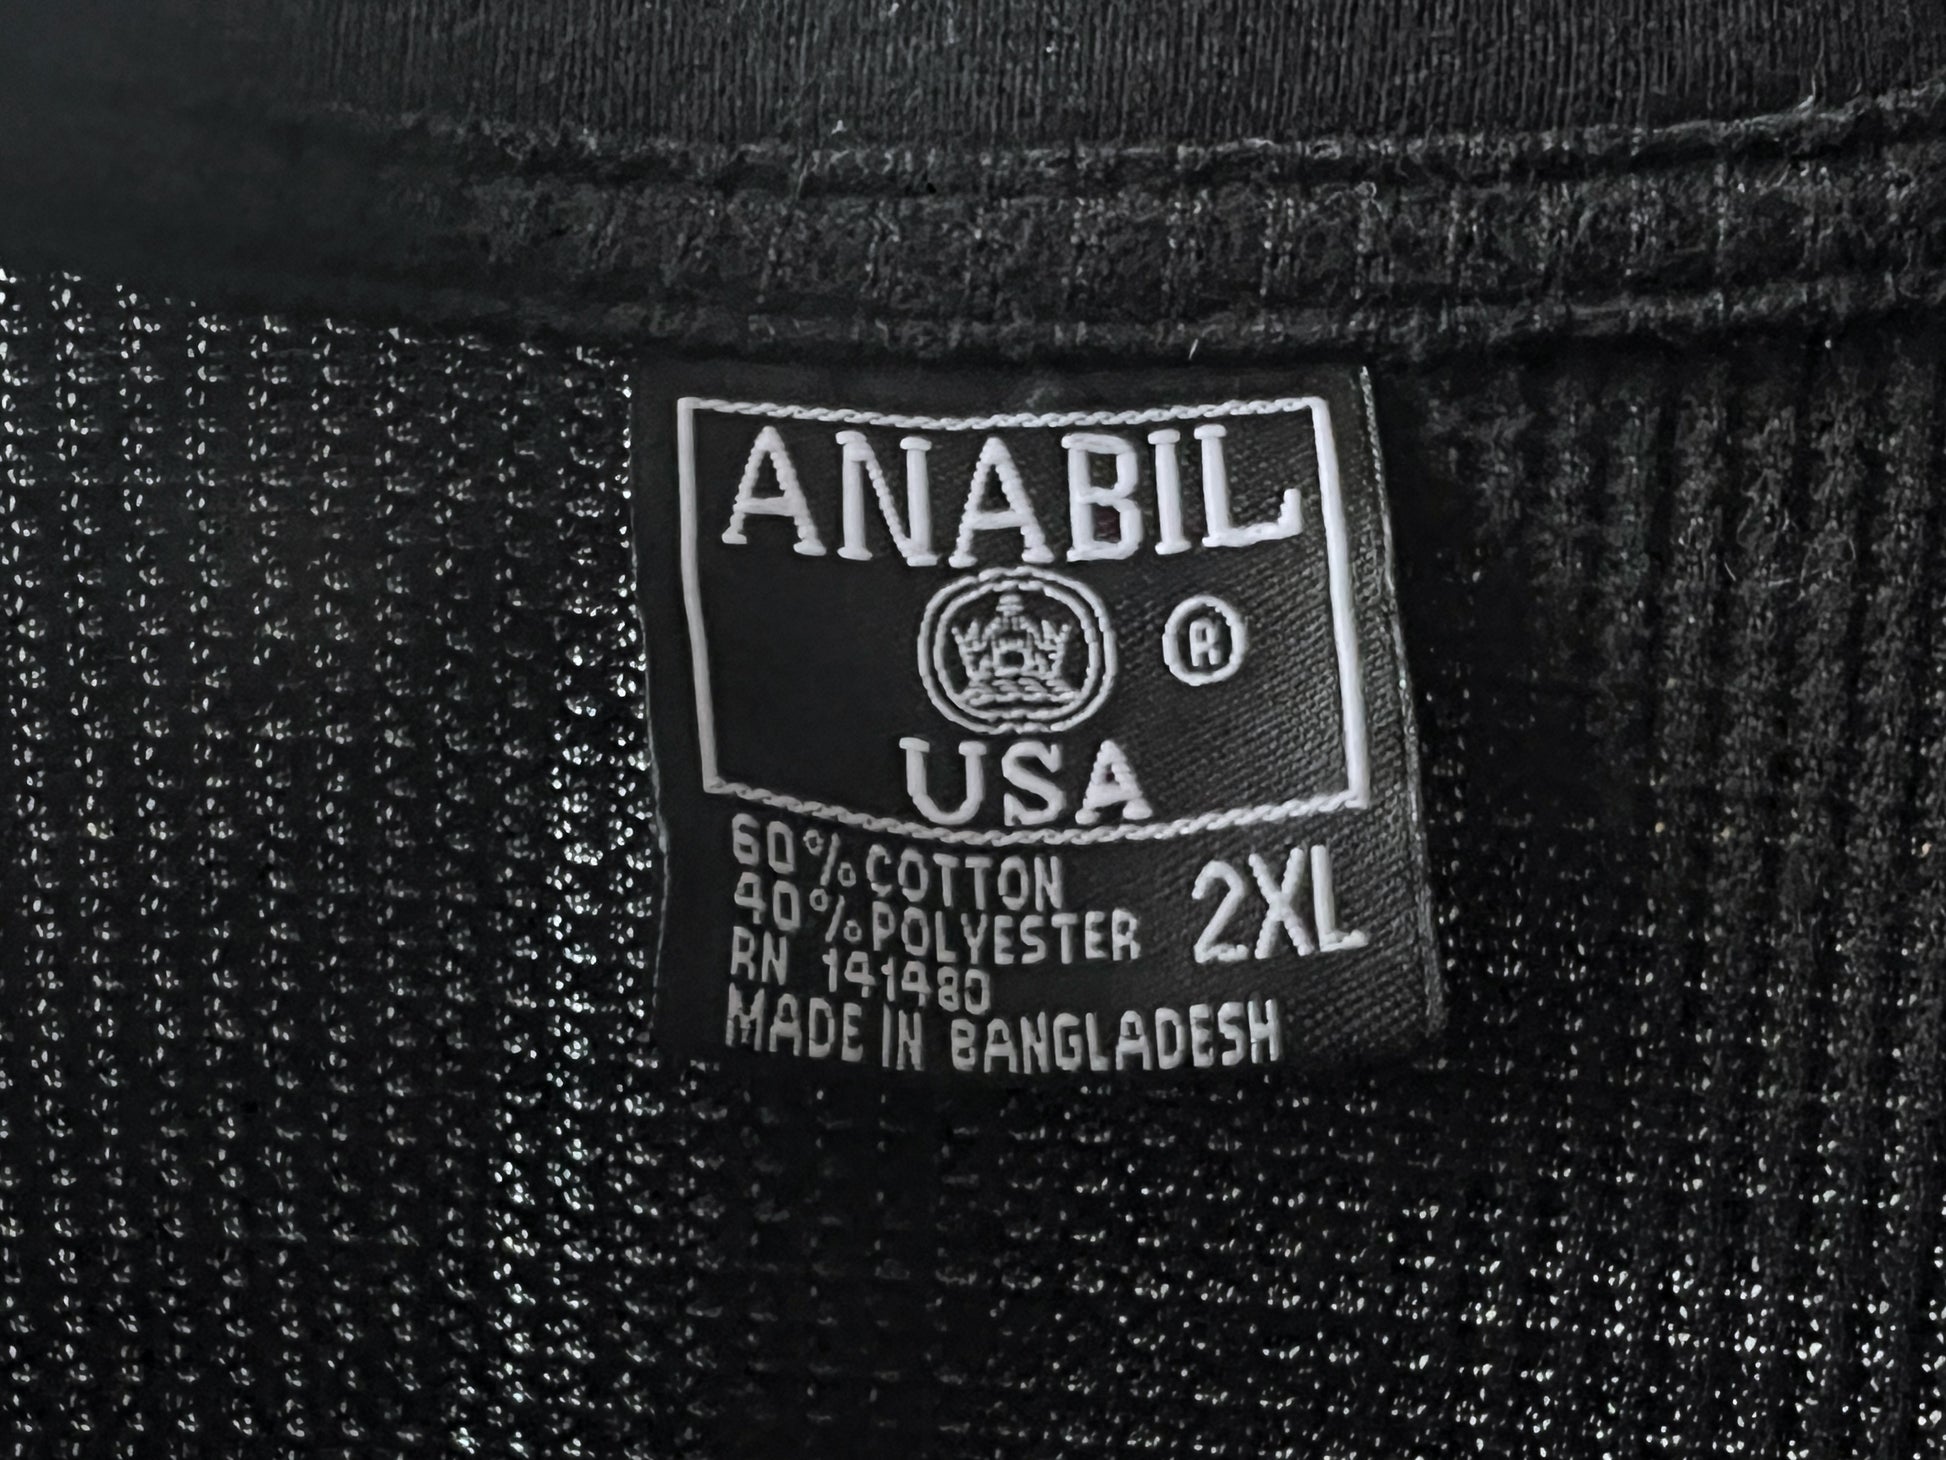 ANABIL
®
USA
60% COTTON
40% POLYESTER
2XL
RN 141480
MADE IN BANGLADESH